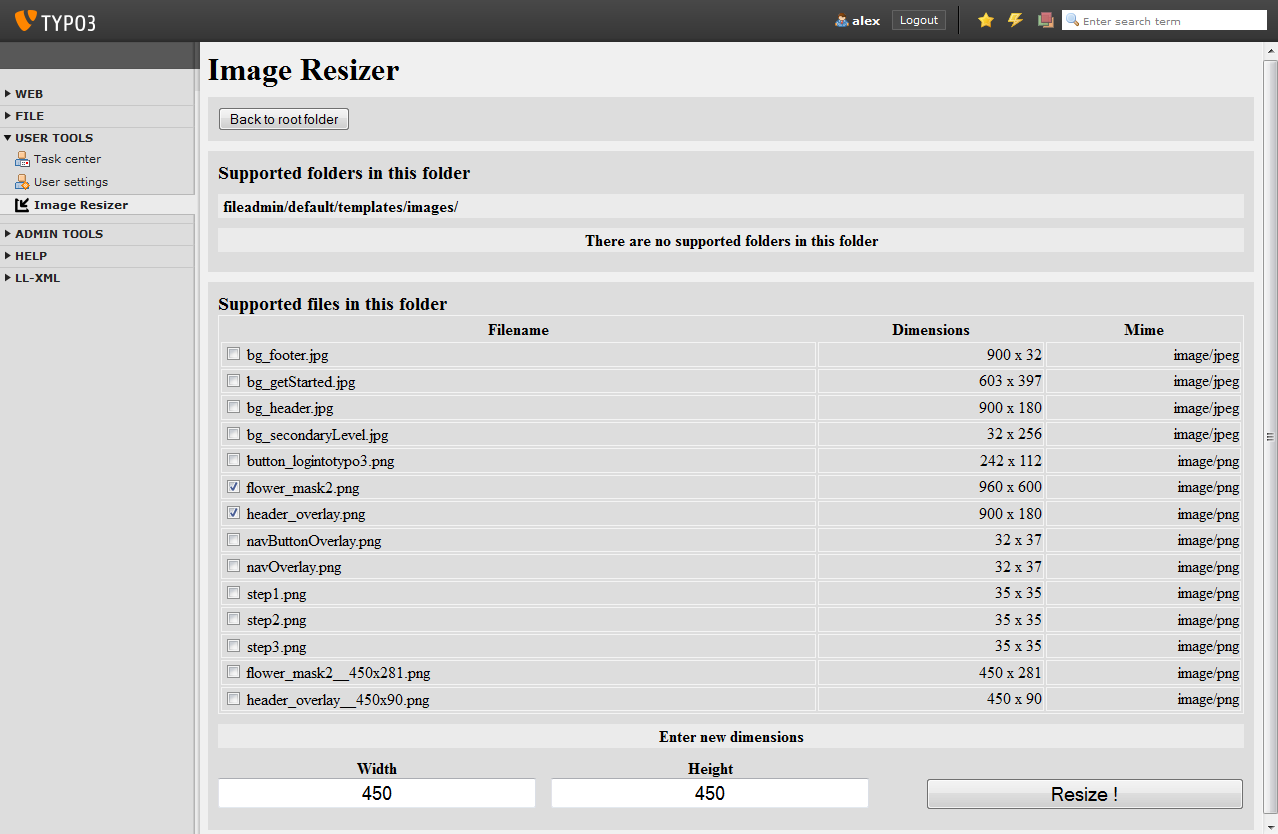 TYPO3 alex Logout Enter search term
WEB
FILE
USER TOOLS
Task center
User settings
Image Resizer
ADMIN TOOLS
HELP
LL-XML
Image Resizer
Back to root folder
Supported folders in this folder
fileadmin/default/templates/images/
There are no supported folders in this folder
Supported files in this folder
Filename Dimensions Mime
bg_footer.jpg 900 x 32 image/jpeg
bg_getStarted.jpg 603 x 397 image/jpeg
bg_header.jpg 900 x 180 image/jpeg
bg_secondaryLevel.jpg 32 x 256 image/jpeg
button_logintotypo3.png 242 x 112 image/png
flower_mask2.png 960 x 600 image/png
header_overlay.png 900 x 180 image/png
navButtonOverlay.png 32 x 37 image/png
navOverlay.png 32 x 37 image/png
step1.png 35 x 35 image/png
step2.png 35 x 35 image/png
step3.png 35 x 35 image/png
flower_mask2__450x281.png 450 x 281 image/png
header_overlay__450x90.png 450 x 90 image/png
Enter new dimensions
Width Height
450 450 Resize !